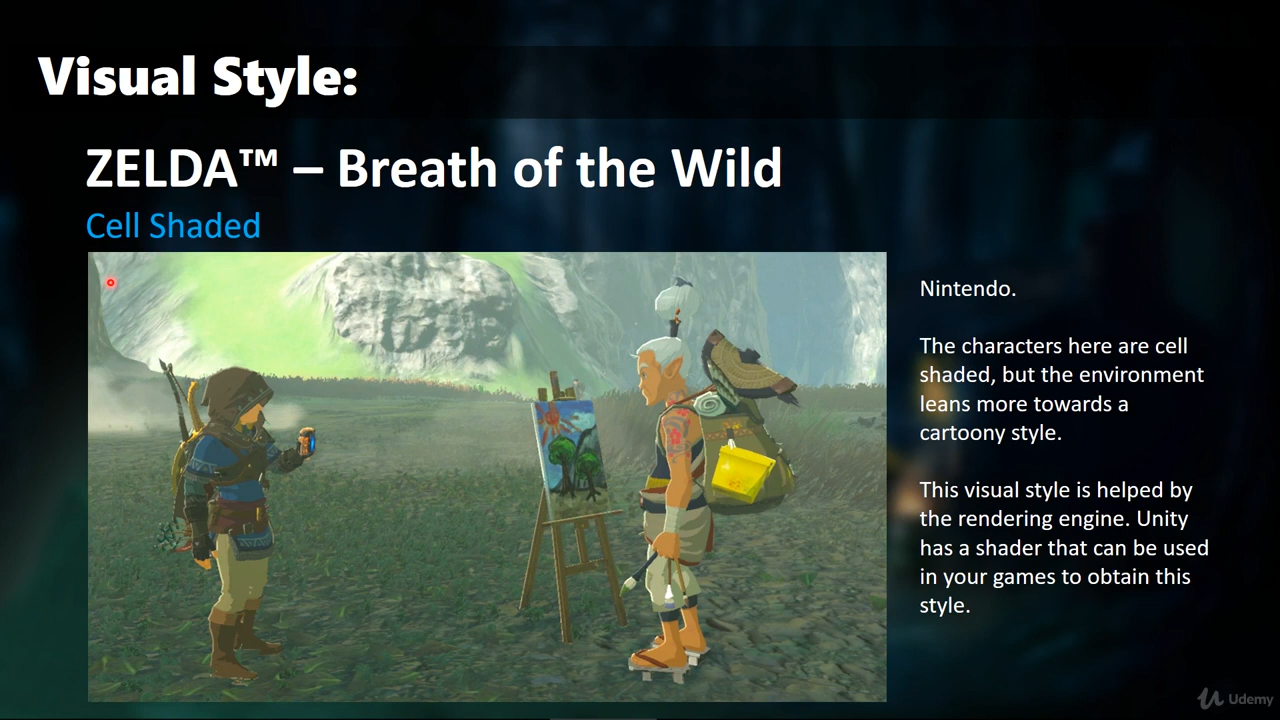 Visual Style:
ZELDA™ – Breath of the Wild
Cell Shaded
Nintendo.
The characters here are cell
shaded, but the environment
leans more towards a
cartoony style.
This visual style is helped by
the rendering engine. Unity
has a shader that can be used
in your games to obtain this
style.
Udemy